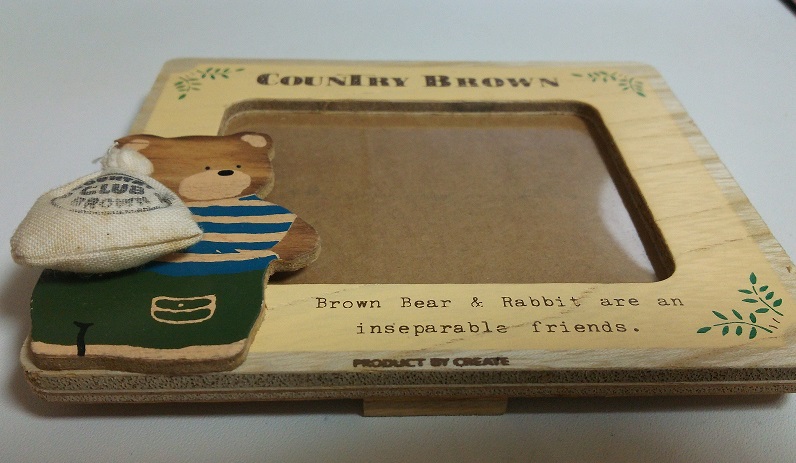 COUNTRY BROWN
CLUB
BROWN
Brown Bear & Rabbit are an
inseparable friends.
PRODUCT BY CREATE